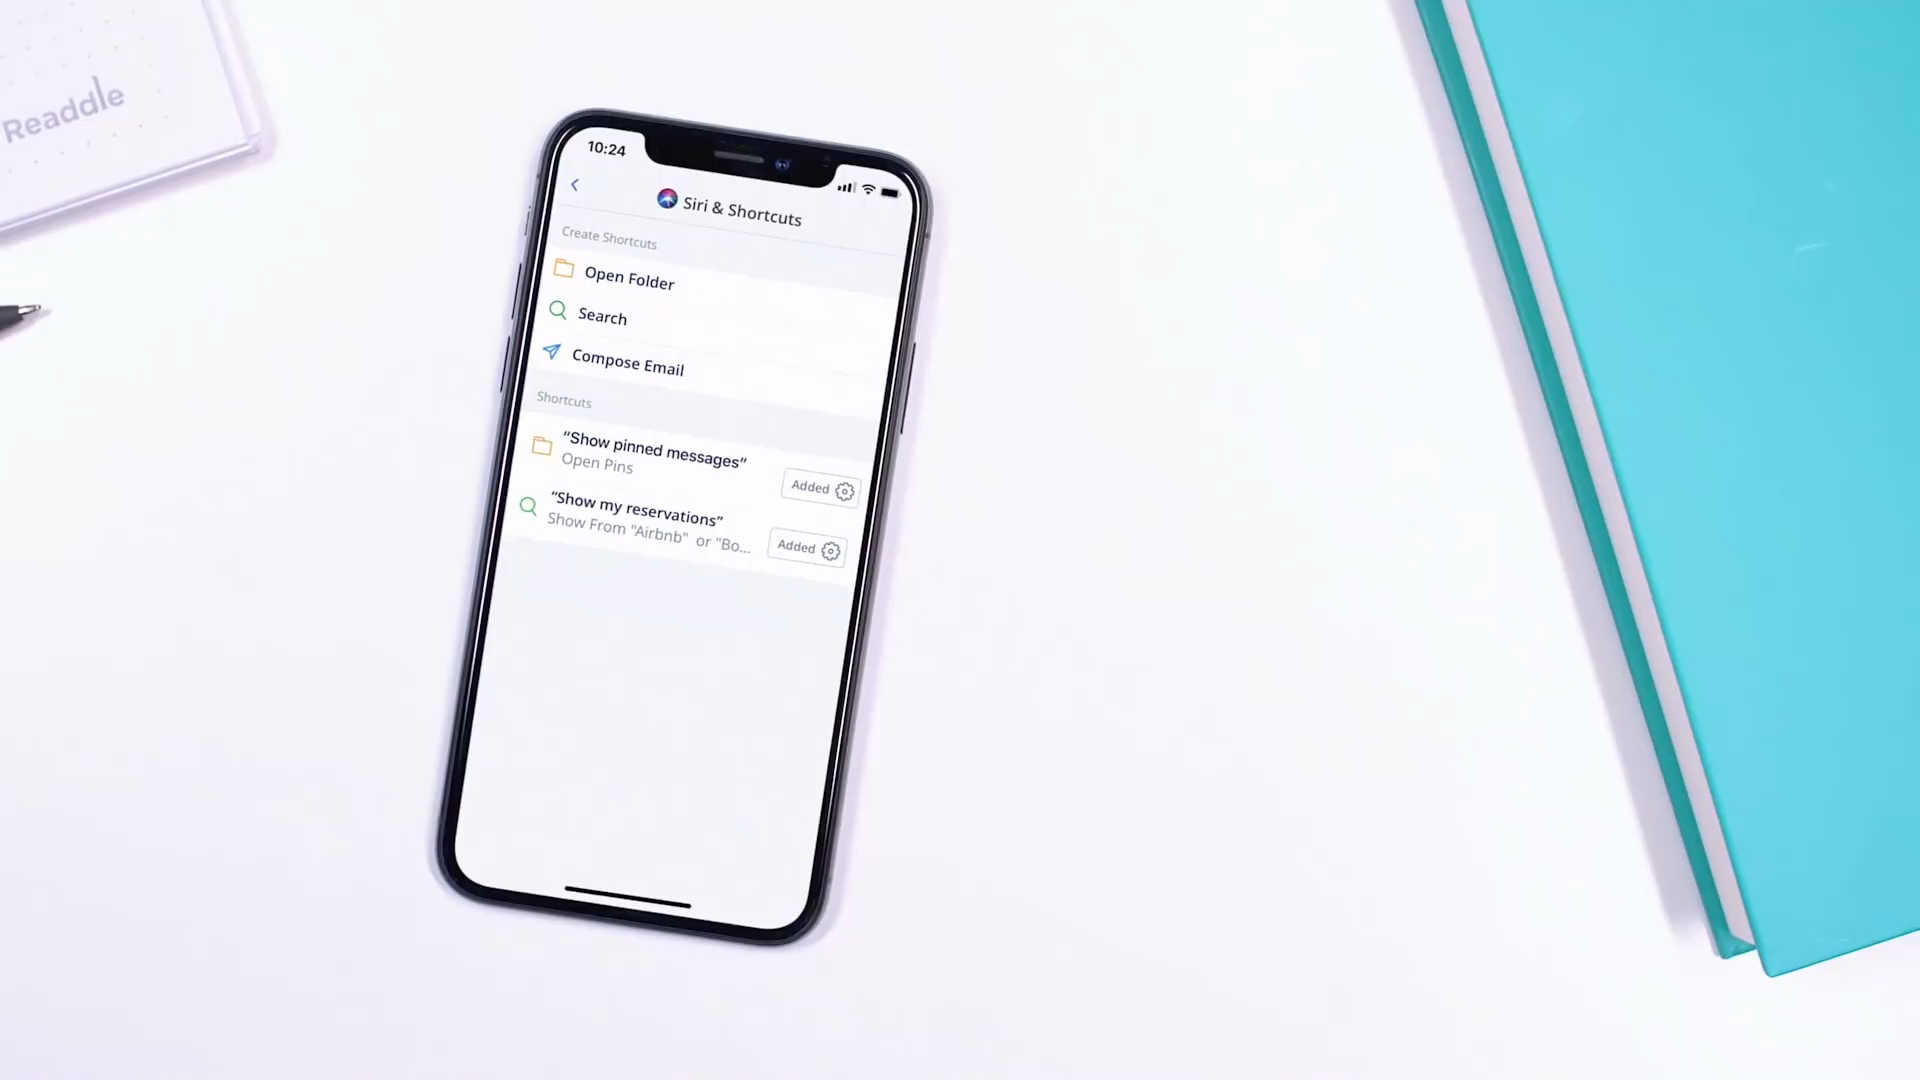 Readdle
10:24
Siri & Shortcuts
Create Shortcuts
Open Folder
Search
Compose Email
Shortcuts
“Show pinned messages”
Open Pins
Added
“Show my reservations”
Show From "Airbnb" or "Bo...
Added